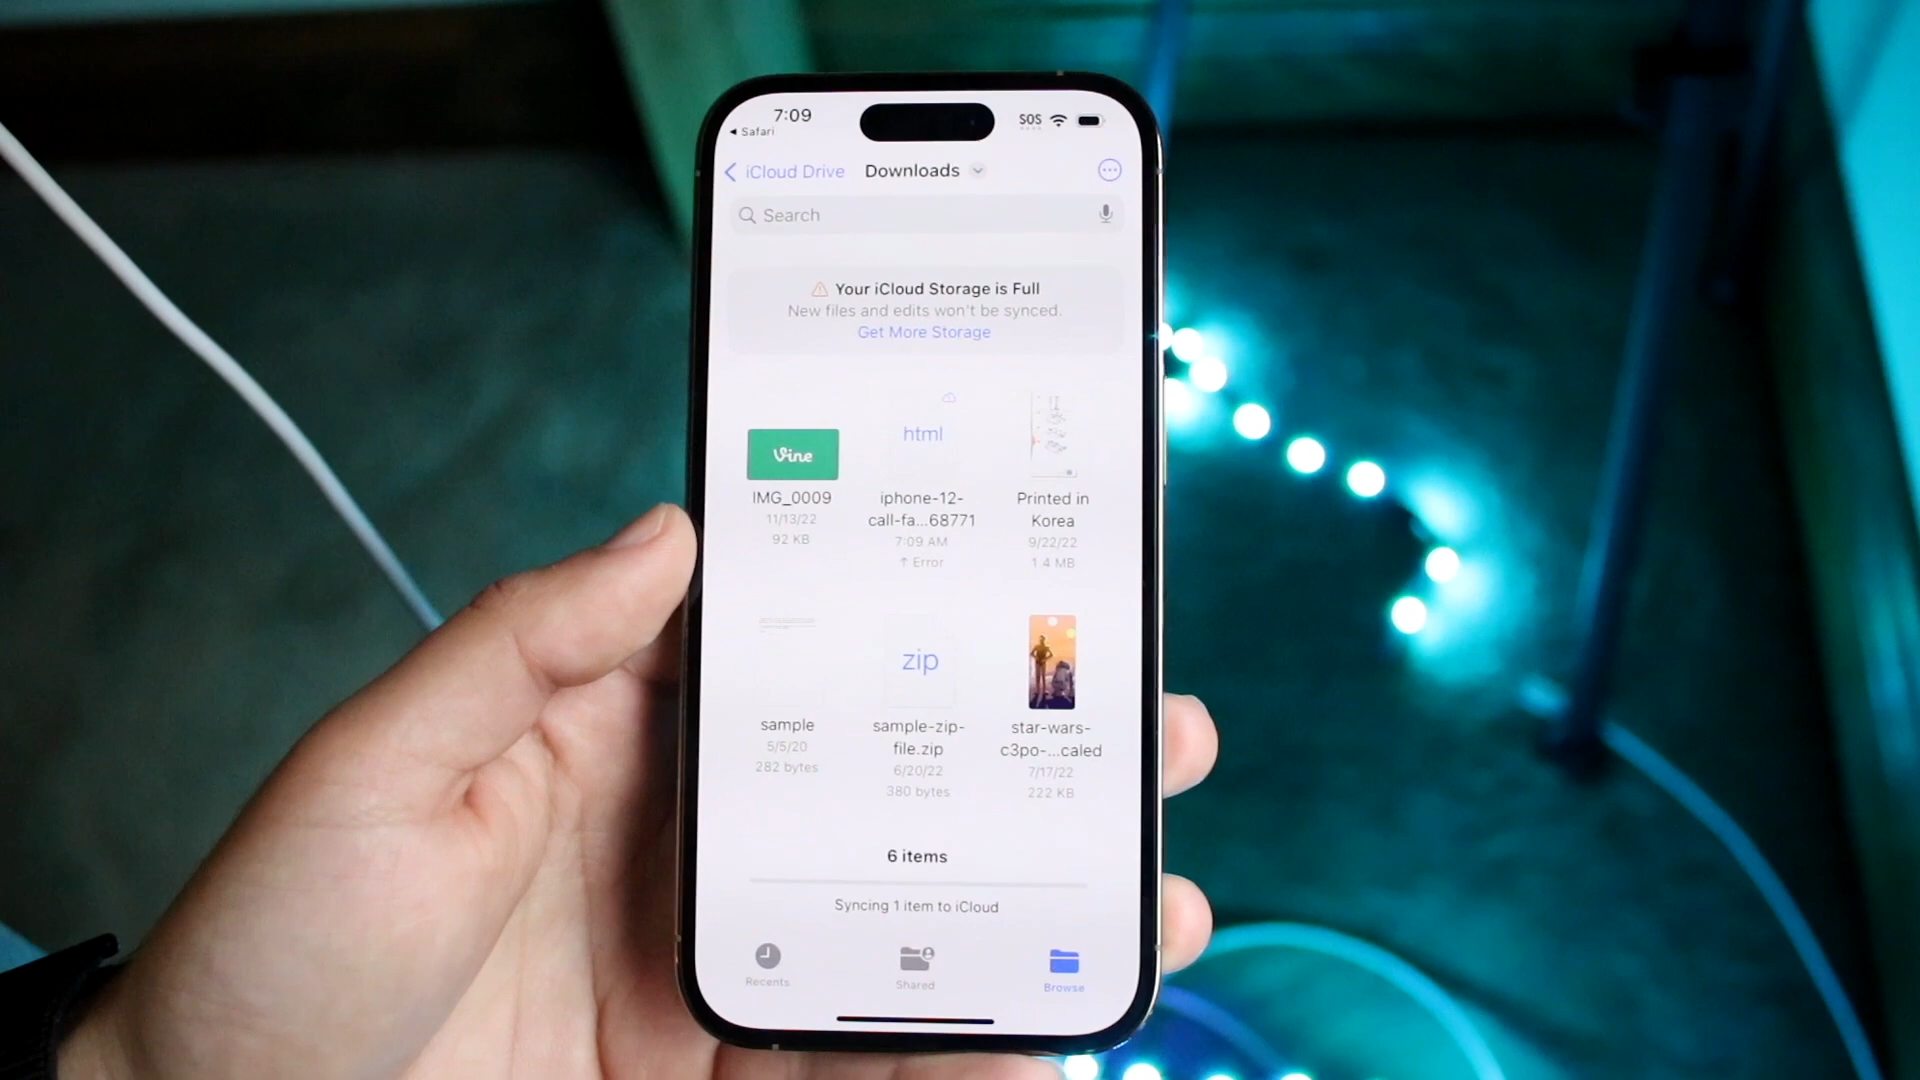 7:09
SOS
Safari
iCloud Drive
Downloads
Search
Your iCloud Storage is Full
New files and edits won't be synced.
Get More Storage
Vine
IMG_0009
11/13/22
92 KB
html
iphone-12-
call-fa...68771
7:09 AM
↑ Error
Printed in
Korea
9/22/22
1.4 MB
sample
5/5/20
282 bytes
zip
sample-zip-
file.zip
6/20/22
380 bytes
star-wars-
c3po-...caled
7/17/22
222 KB
6 items
Syncing 1 item to iCloud
Recents
Shared
Browse